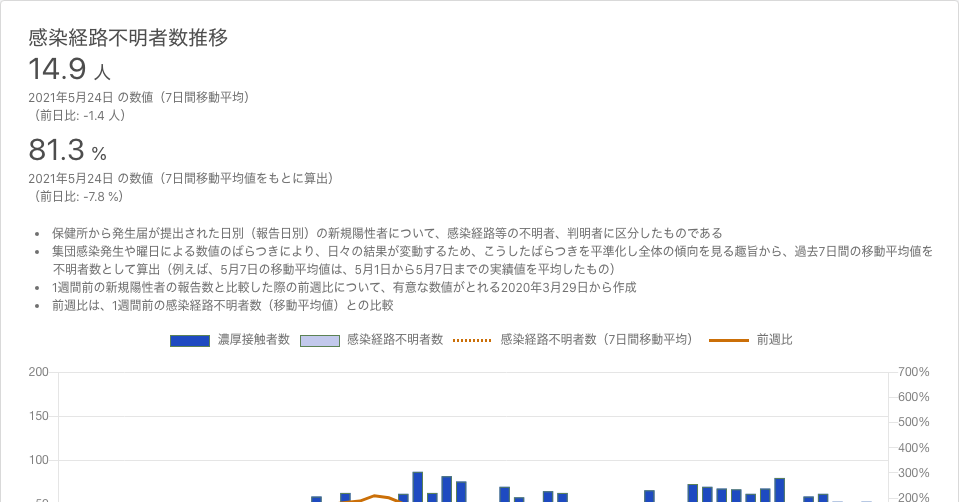 感染経路不明者数推移
14.9 人
2021年5月24日 の数値（7日間移動平均）
（前日比: -1.4 人）
81.3 %
2021年5月24日 の数値（7日間移動平均値をもとに算出）
（前日比: -7.8 %）
• 保健所から発生届が提出された日別（報告日別）の新規陽性者について、感染経路等の不明者、判明者に区分したものである
• 集団感染発生や曜日による数値のばらつきにより、日々の結果が変動するため、こうしたばらつきを平準化し全体の傾向を見る趣旨から、過去7日間の移動平均値を
不明者数として算出（例えば、5月7日の移動平均値は、5月1日から5月7日までの実績値を平均したもの）
• 1週間前の新規陽性者の報告数と比較した際の前週比について、有意な数値がとれる2020年3月29日から作成
• 前週比は、1週間前の感染経路不明者数（移動平均値）との比較
濃厚接触者数 感染経路不明者数 感染経路不明者数（7日間移動平均） 前週比
200 700%
600%
150 500%
400%
100 300%
50 200%